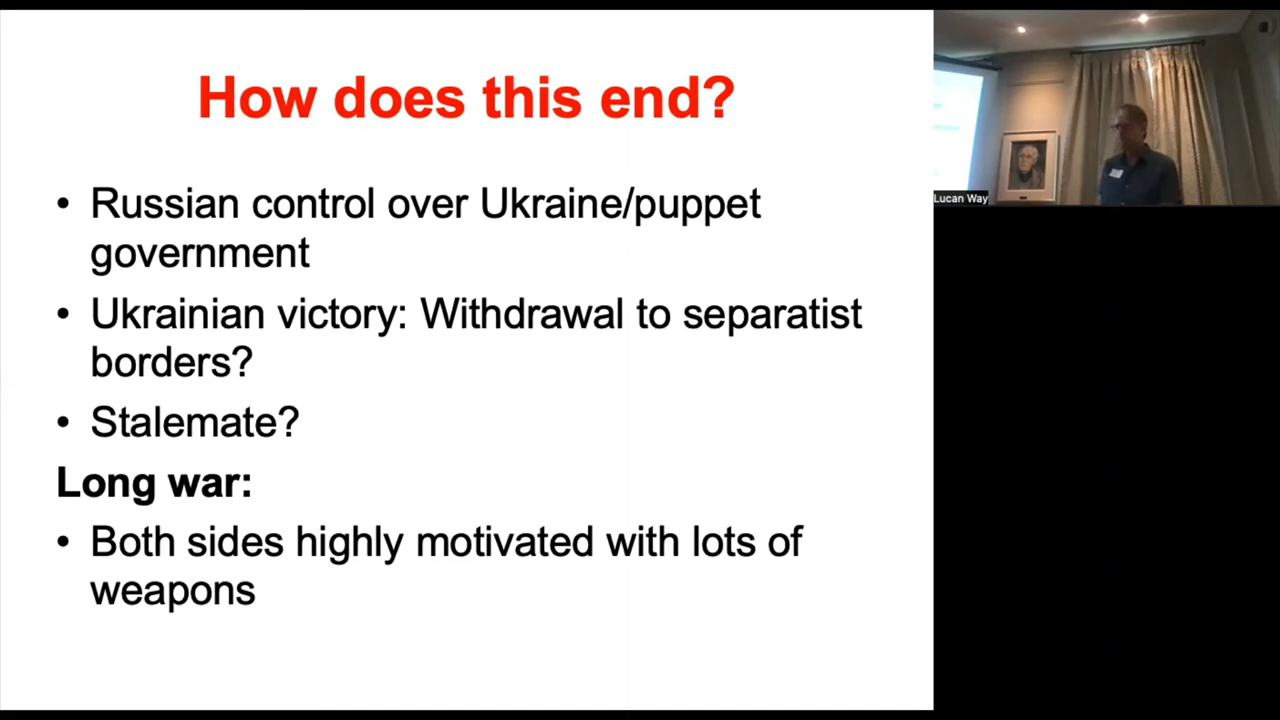 How does this end?
• Russian control over Ukraine/puppet
government
• Ukrainian victory: Withdrawal to separatist
borders?
• Stalemate?
Long war:
• Both sides highly motivated with lots of
weapons
Lucan Way